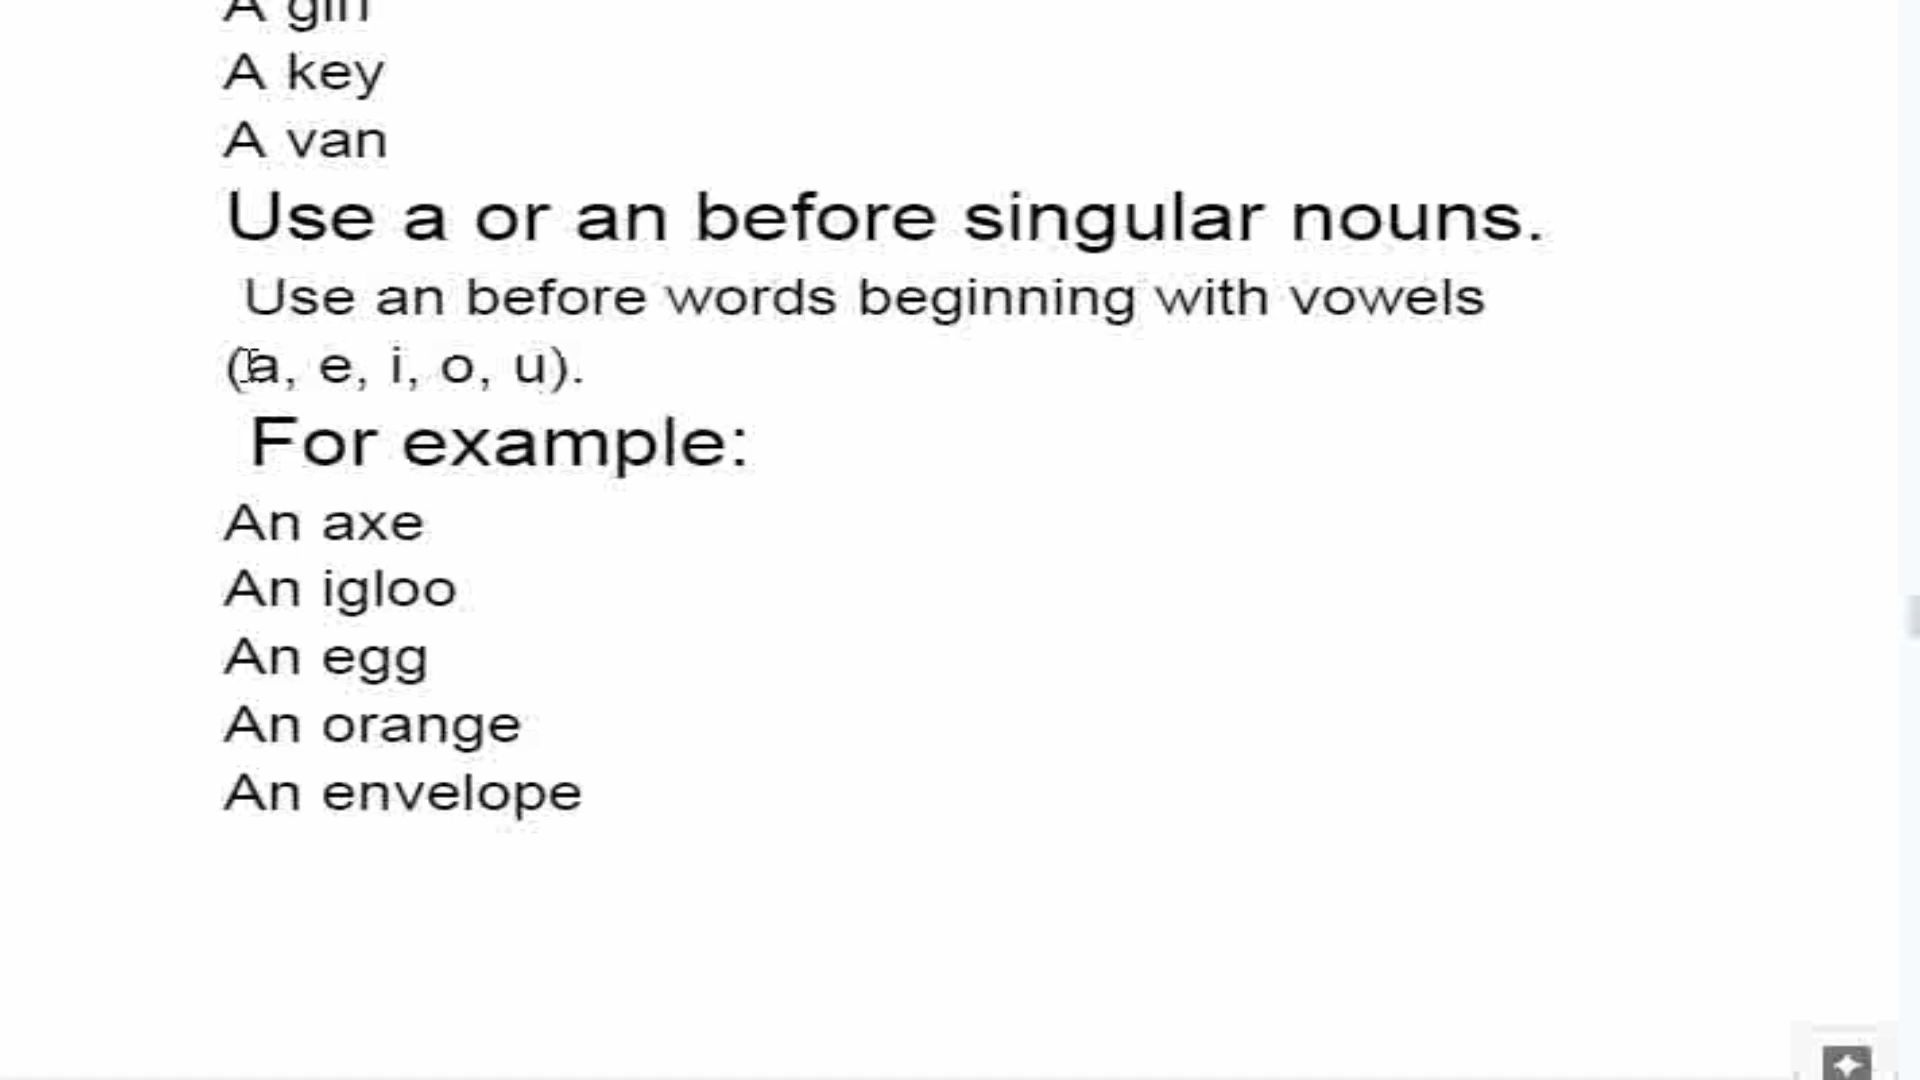 A girl
A key
A van
Use a or an before singular nouns.
Use an before words beginning with vowels
(a, e, i, o, u).
For example:
An axe
An igloo
An egg
An orange
An envelope